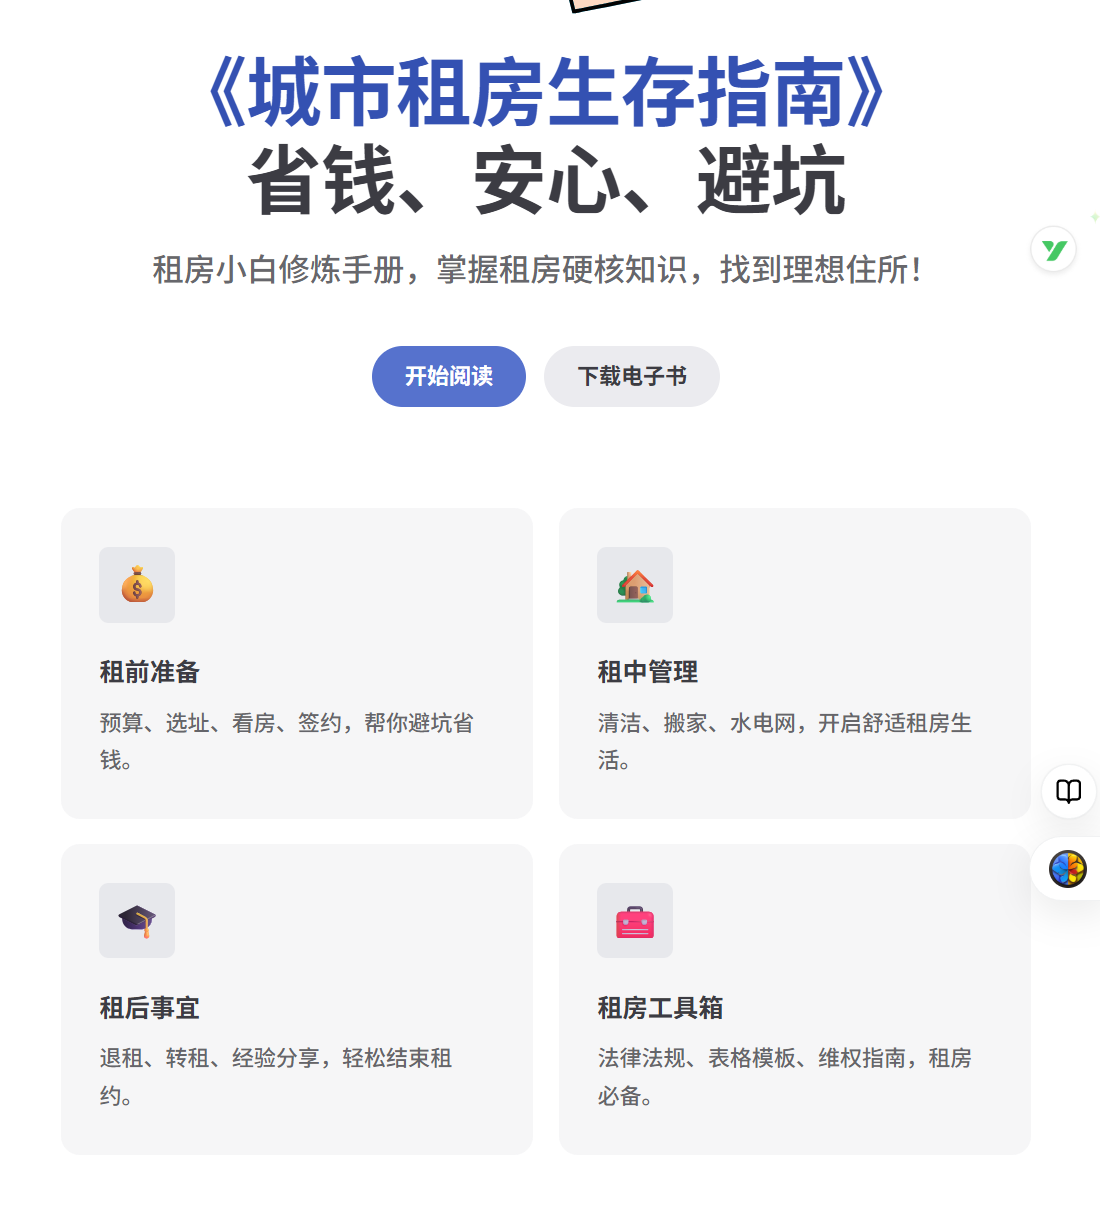 《城市租房生存指南》
省钱、安心、避坑
租房小白修炼手册，掌握租房硬核知识，找到理想住所！
开始阅读
下载电子书
租前准备
预算、选址、看房、签约，帮你避坑省
钱。
租中管理
清洁、搬家、水电网，开启舒适租房生
活。
租后事宜
退租、转租、经验分享，轻松结束租
约。
租房工具箱
法律法规、表格模板、维权指南，租房
必备。